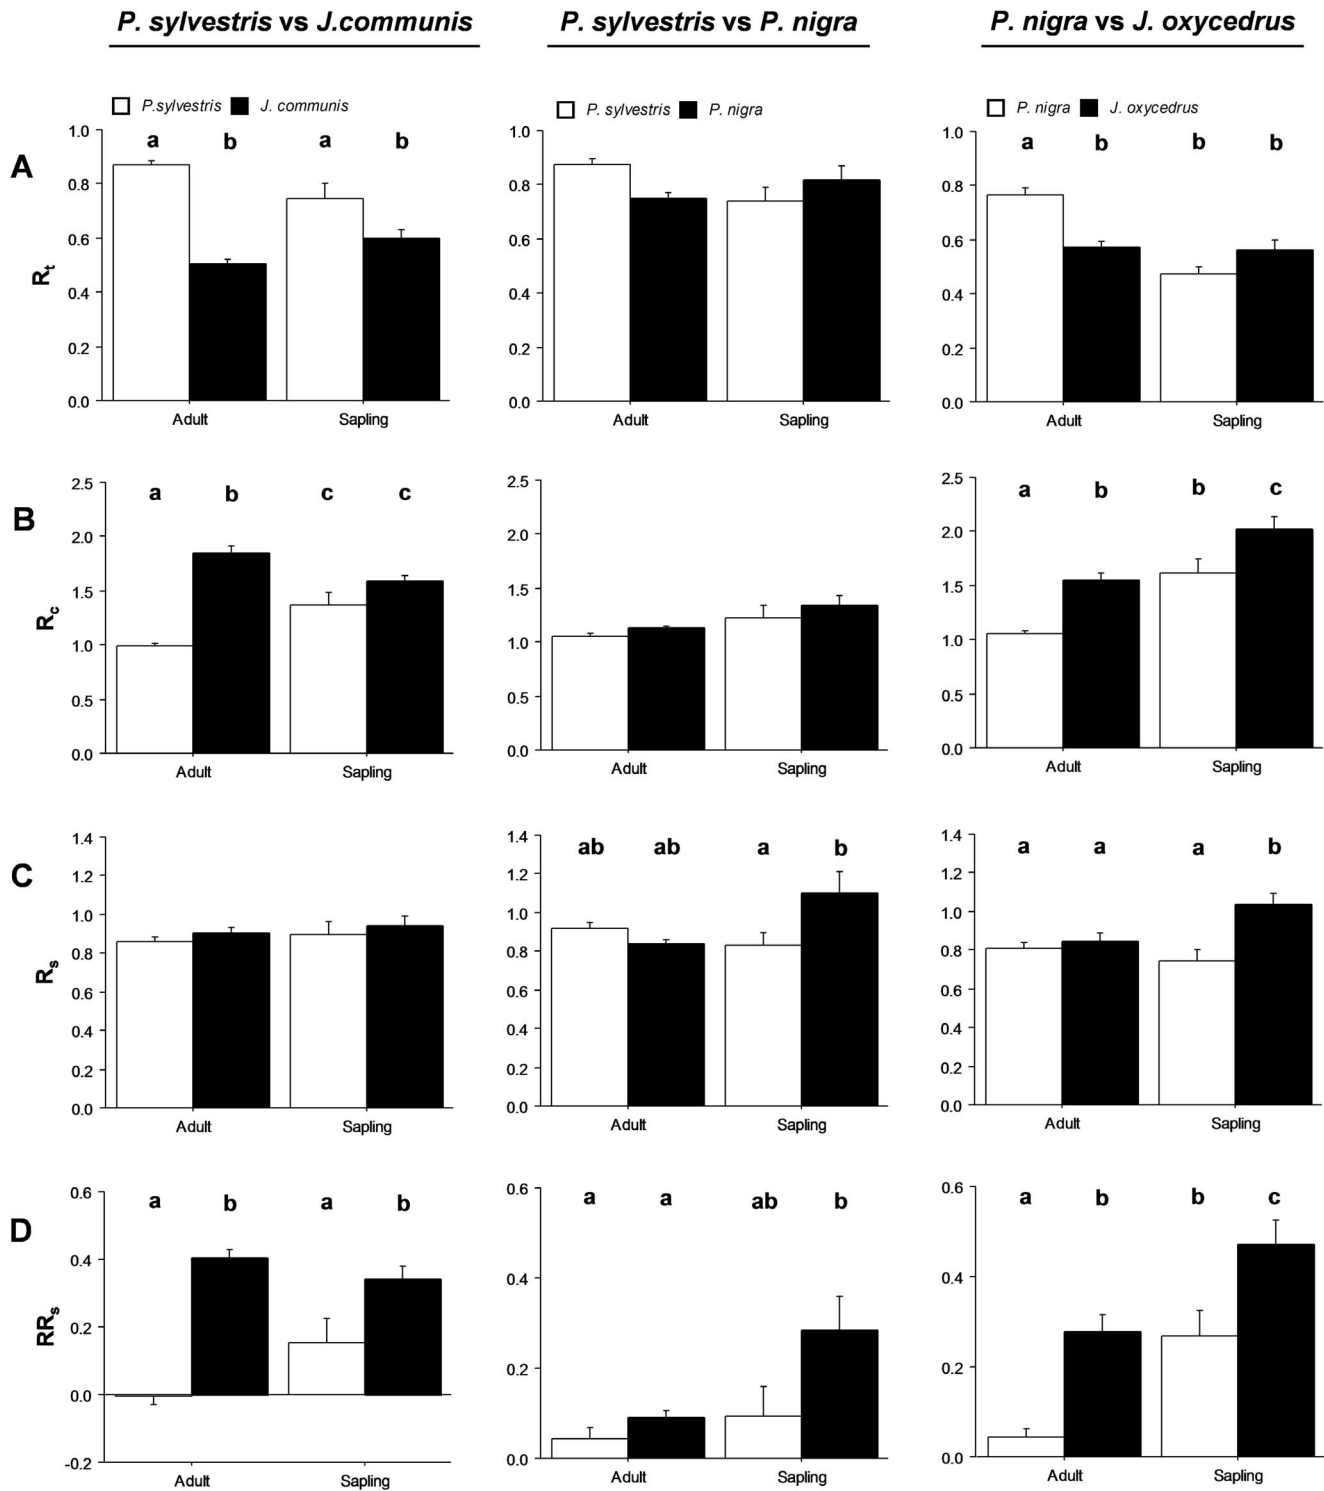 P. sylvestris vs J.communis
P. sylvestris vs P. nigra
P. nigra vs J. oxycedrus
P.sylvestris J. communis
P. sylvestris P. nigra
P. nigra J. oxycedrus
A
Rt
1.0
0.8
0.6
0.4
0.2
0.0
a b a b
Adult Sapling
1.0
0.8
0.6
0.4
0.2
0.0
Adult Sapling
1.0
0.8
0.6
0.4
0.2
0.0
a b b b
Adult Sapling
B
Rc
2.5
2.0
1.5
1.0
0.5
0.0
a b c c
Adult Sapling
2.5
2.0
1.5
1.0
0.5
0.0
Adult Sapling
2.5
2.0
1.5
1.0
0.5
0.0
a b b c
Adult Sapling
C
Rs
1.4
1.2
1.0
0.8
0.6
0.4
0.2
0.0
Adult Sapling
1.4
1.2
1.0
0.8
0.6
0.4
0.2
0.0
ab ab a b
Adult Sapling
1.4
1.2
1.0
0.8
0.6
0.4
0.2
0.0
a a a b
Adult Sapling
D
RRs
0.6
0.4
0.2
0.0
-0.2
a b a b
Adult Sapling
0.6
0.4
0.2
0.0
a a ab b
Adult Sapling
0.6
0.4
0.2
0.0
a b b c
Adult Sapling